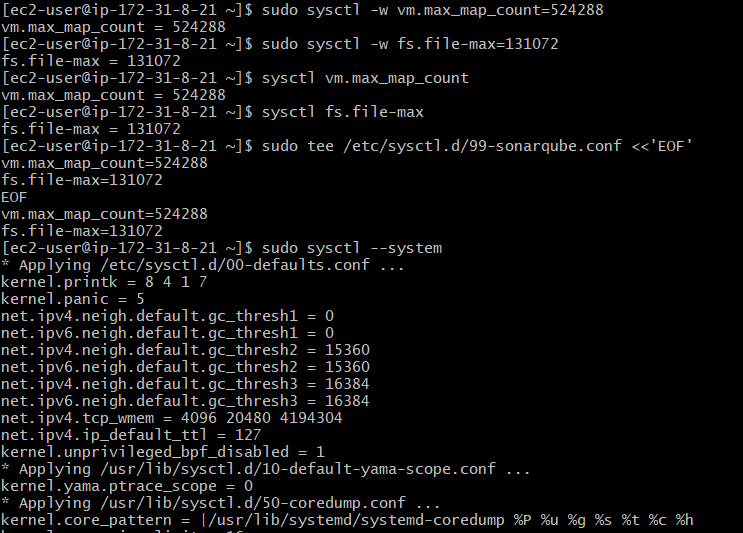 [ec2-user@ip-172-31-8-21 ~]$ sudo sysctl -w vm.max_map_count=524288
vm.max_map_count = 524288
[ec2-user@ip-172-31-8-21 ~]$ sudo sysctl -w fs.file-max=131072
fs.file-max = 131072
[ec2-user@ip-172-31-8-21 ~]$ sysctl vm.max_map_count
vm.max_map_count = 524288
[ec2-user@ip-172-31-8-21 ~]$ sysctl fs.file-max
fs.file-max = 131072
[ec2-user@ip-172-31-8-21 ~]$ sudo tee /etc/sysctl.d/99-sonarqube.conf <<'EOF'
vm.max_map_count=524288
fs.file-max=131072
EOF
vm.max_map_count=524288
fs.file-max=131072
[ec2-user@ip-172-31-8-21 ~]$ sudo sysctl --system
* Applying /etc/sysctl.d/00-defaults.conf ...
kernel.printk = 8 4 1 7
kernel.panic = 5
net.ipv4.neigh.default.gc_thresh1 = 0
net.ipv6.neigh.default.gc_thresh1 = 0
net.ipv4.neigh.default.gc_thresh2 = 15360
net.ipv6.neigh.default.gc_thresh2 = 15360
net.ipv4.neigh.default.gc_thresh3 = 16384
net.ipv6.neigh.default.gc_thresh3 = 16384
net.ipv4.tcp_wmem = 4096 20480 4194304
net.ipv4.ip_default_ttl = 127
kernel.unprivileged_bpf_disabled = 1
* Applying /usr/lib/sysctl.d/10-default-yama-scope.conf ...
kernel.yama.ptrace_scope = 0
* Applying /usr/lib/sysctl.d/50-coredump.conf ...
kernel.core_pattern = |/usr/lib/systemd/systemd-coredump %P %u %g %s %t %c %h